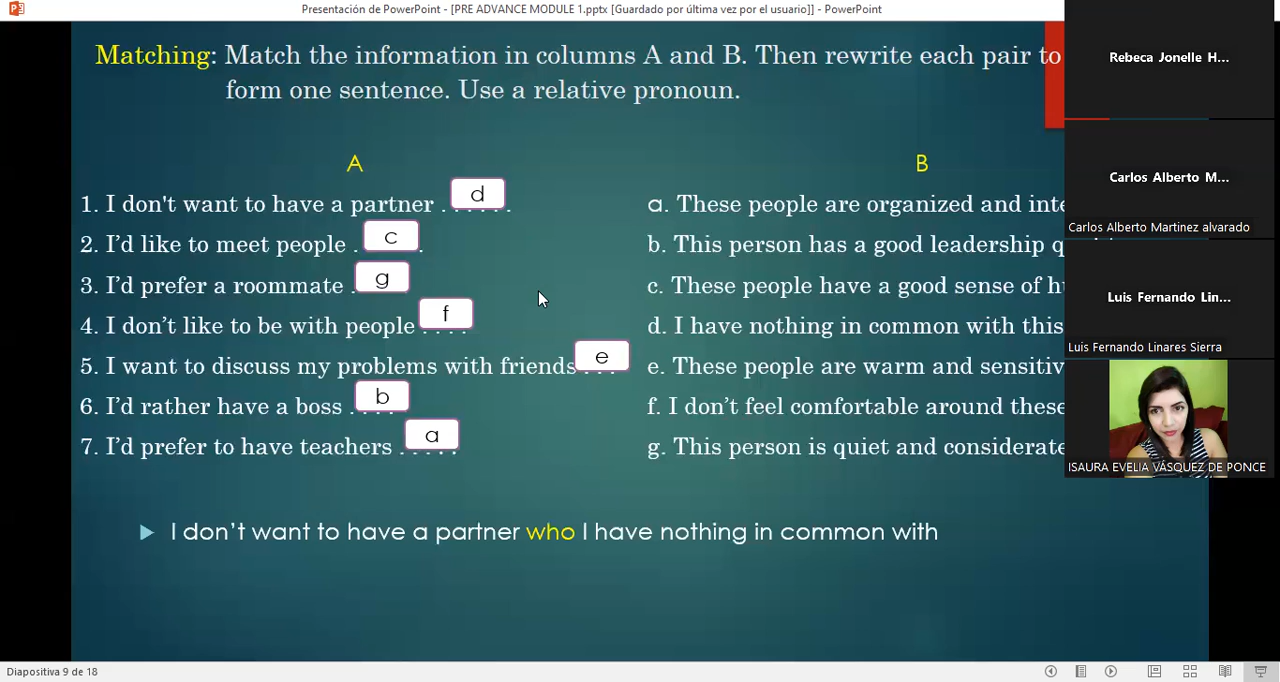 Presentación de PowerPoint - [PRE ADVANCE MODULE 1.pptx [Guardado por última vez por el usuario]] - PowerPoint
Matching: Match the information in columns A and B. Then rewrite each pair to
form one sentence. Use a relative pronoun.
A
1. I don't want to have a partner . d . . . . . .
2. I’d like to meet people . c .
3. I’d prefer a roommate . g
4. I don’t like to be with people f . . . .
5. I want to discuss my problems with friends e . . .
6. I’d rather have a boss b . . . .
7. I’d prefer to have teachers . a . . . . .
B
a. These people are organized and
b. This person has a good leadership
c. These people have a good sense of
d. I have nothing in common with this
e. These people are warm and
f. I don’t feel comfortable around these
g. This person is quiet and considerate
I don’t want to have a partner who I have nothing in common with
Rebeca Jonelle H...
Carlos Alberto M...
Carlos Alberto Martinez alvarado
Luis Fernando Lin...
Luis Fernando Linares Sierra
ISAURA EVELIA VÁSQUEZ DE PONCE
Diapositiva 9 de 18